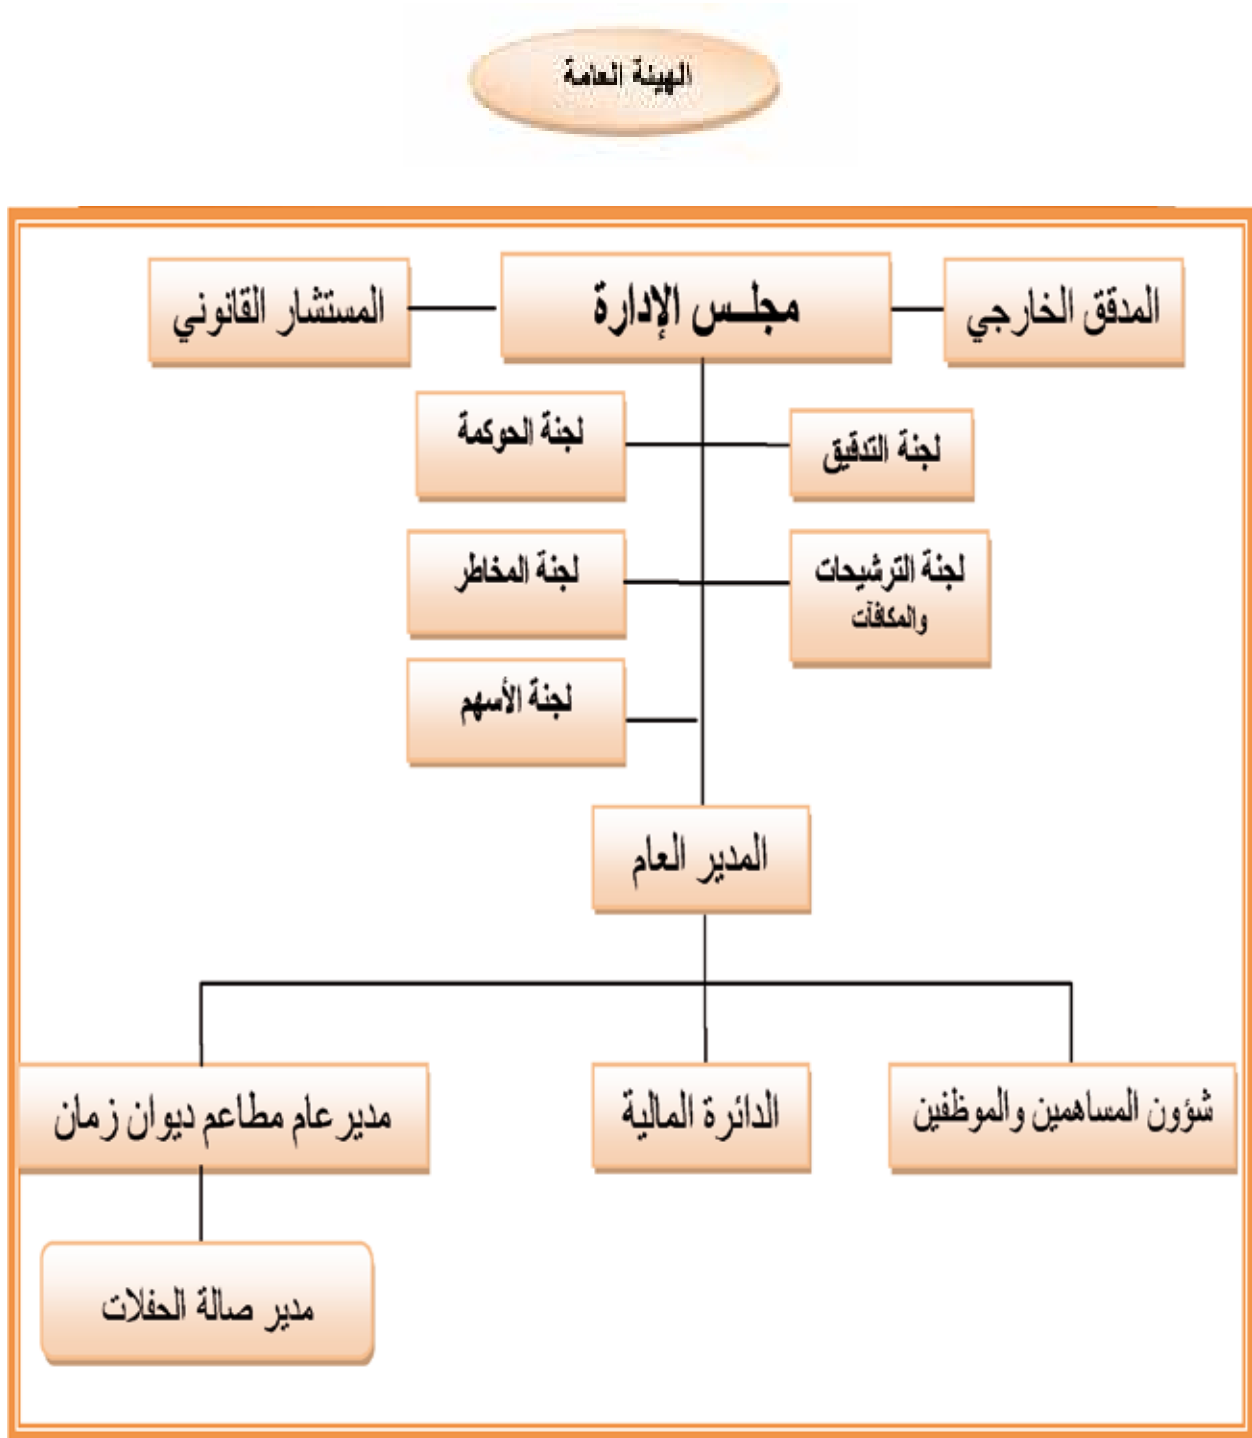 الهيئة العامة
المدقق الخارجي
مجلــس الإدارة
المستشار القانوني
لجنة التدقيق
لجنة الحوكمة
لجنة الترشيحات
والمكافآت
لجنة المخاطر
لجنة الأسهم
المدير العام
شؤون المساهمين والموظفين
الدائرة المالية
مدير عام مطاعم ديوان زمان
مدير صالة الحفلات